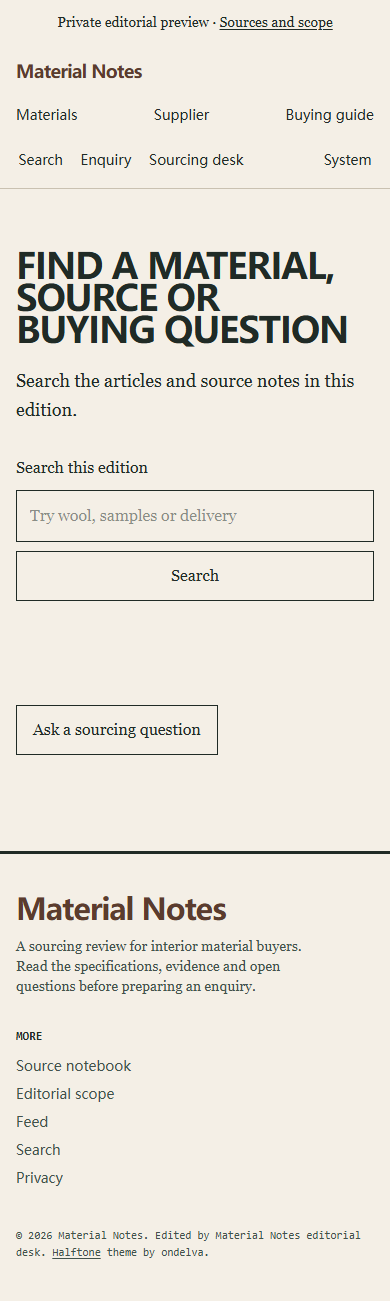 Private editorial preview · Sources and scope
Material Notes
Materials Supplier Buying guide
Search Enquiry Sourcing desk System
FIND A MATERIAL,
SOURCE OR
BUYING QUESTION
Search the articles and source notes in this
edition.
Search this edition
Try wool, samples or delivery
Search
Ask a sourcing question
Material Notes
A sourcing review for interior material buyers.
Read the specifications, evidence and open
questions before preparing an enquiry.
MORE
Source notebook
Editorial scope
Feed
Search
Privacy
© 2026 Material Notes. Edited by Material Notes editorial
desk. Halftone theme by ondelva.